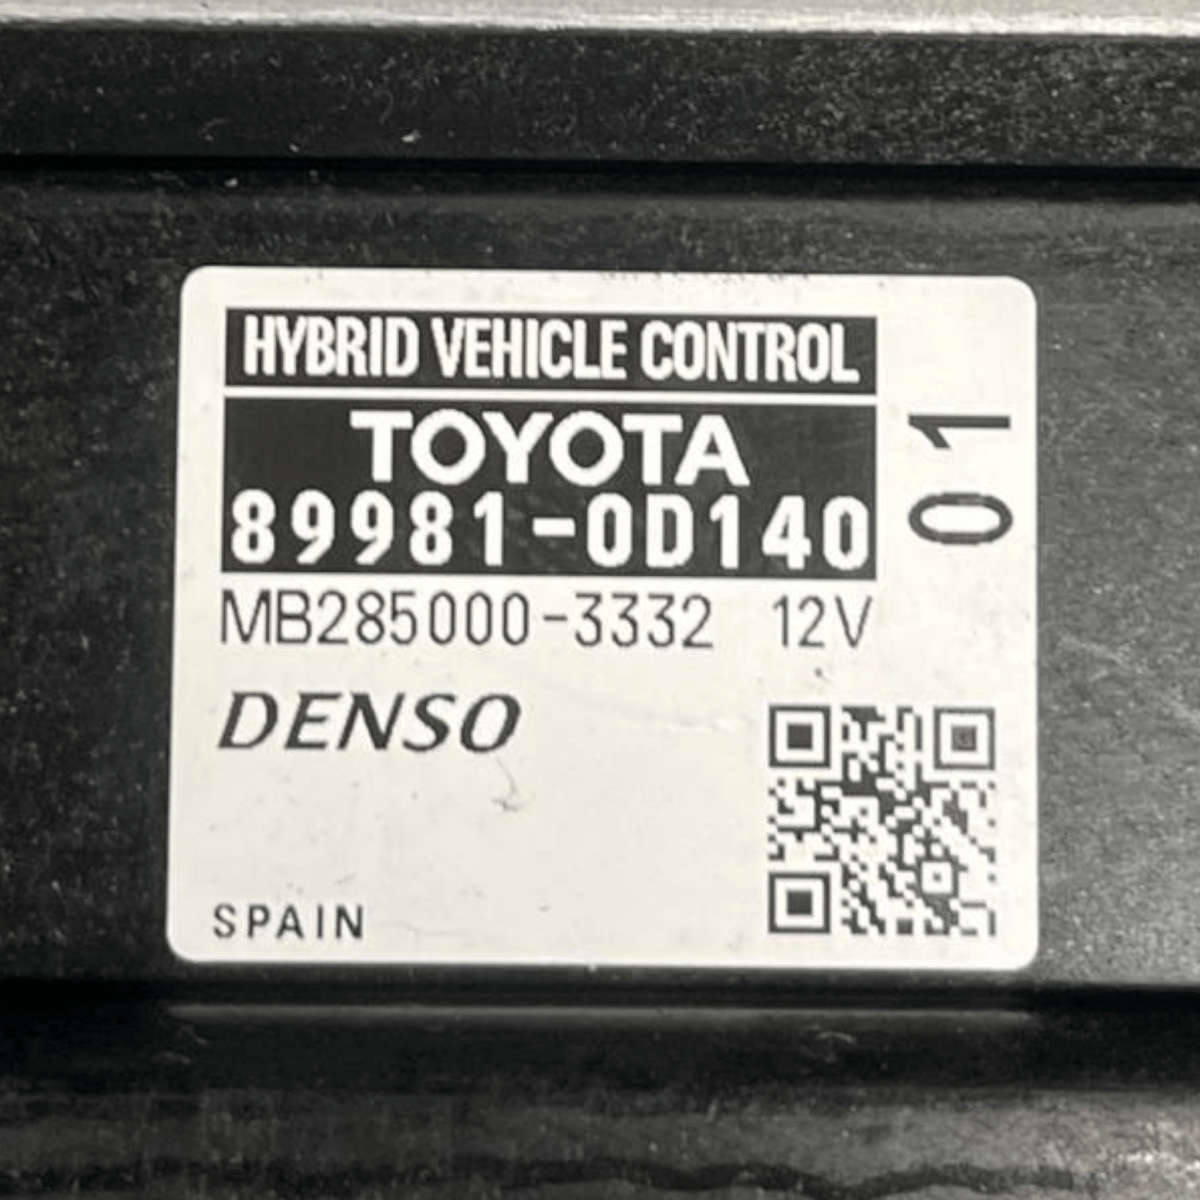 HYBRID VEHICLE CONTROL
TOYOTA
89981-0D140
01
MB285000-3332 12V
DENSO
SPAIN